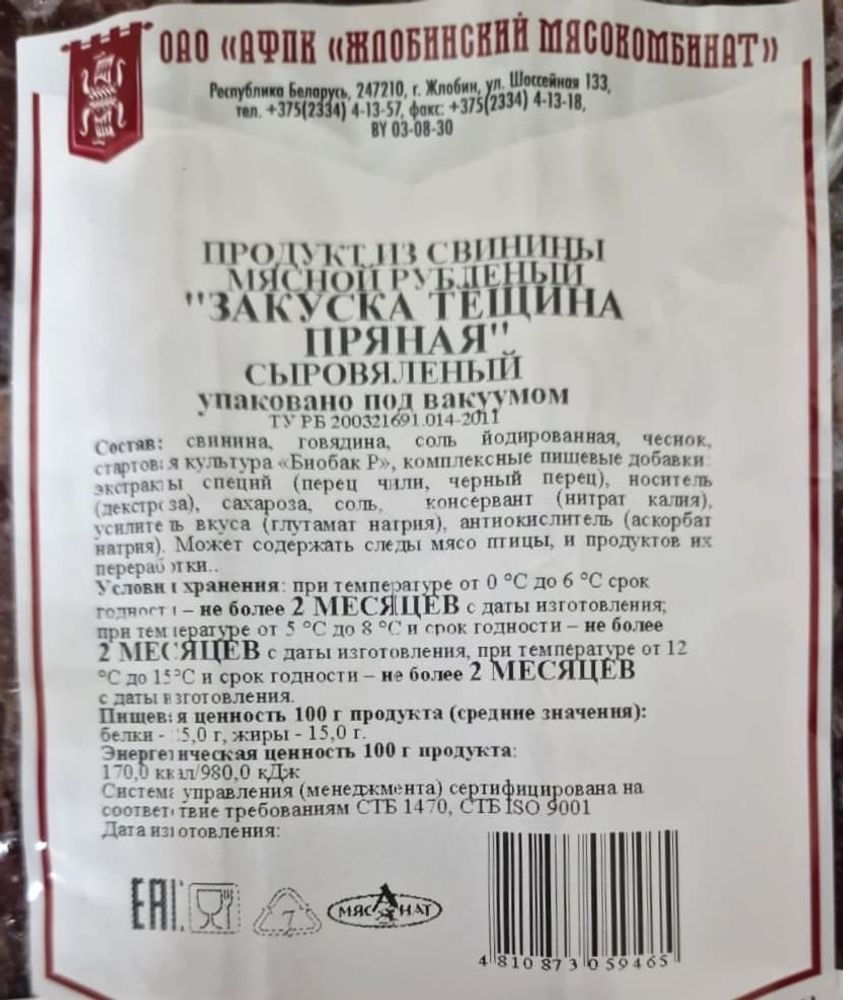 ОАО «АФПК «ЖЛОБИНСКИЙ МЯСОКОМБИНАТ»
Республика Беларусь, 247210, г. Жлобин, ул. Шоссейная 133,
тел. +375(2334) 4-13-57, факс: +375(2334) 4-13-18,
BY 03-08-30
ПРОДУКТ ИЗ СВИНИНЫ
МЯСНОЙ РУБЛЕНЫЙ
"ЗАКУСКА ТЕЩИНА
ПРЯНАЯ"
СЫРОВЯЛЕНЫЙ
упаковано под вакуумом
ТУ РБ 200321691.014-2011
Состав: свинина, говядина, соль йодированная, чеснок,
стартовая культура «Биобак Р», комплексные пищевые добавки:
экстракты специй (перец чили, черный перец), носитель
(декстроза), сахароза, соль, консервант (нитрат калия),
усилитель вкуса (глутамат натрия), антиокислитель (аскорбат
натрия). Может содержать следы мясо птицы, и продуктов их
переработки..
Условия хранения: при температуре от 0 °С до 6 °С срок
годности – не более 2 МЕСЯЦЕВ с даты изготовления;
при температуре от 5 °С до 8 °С и срок годности – не более
2 МЕСЯЦЕВ с даты изготовления, при температуре от 12
°С до 15°С и срок годности – не более 2 МЕСЯЦЕВ
с даты изготовления.
Пищевая ценность 100 г продукта (средние значения):
белки - 5,0 г, жиры - 15,0 г.
Энергетическая ценность 100 г продукта:
170,0 ккал/980,0 кДж
Система управления (менеджмента) сертифицирована на
соответствие требованиям СТБ 1470, СТБ ISO 9001
Дата изготовления:
EAC
7
МЯС НАТ
4 810873 059465